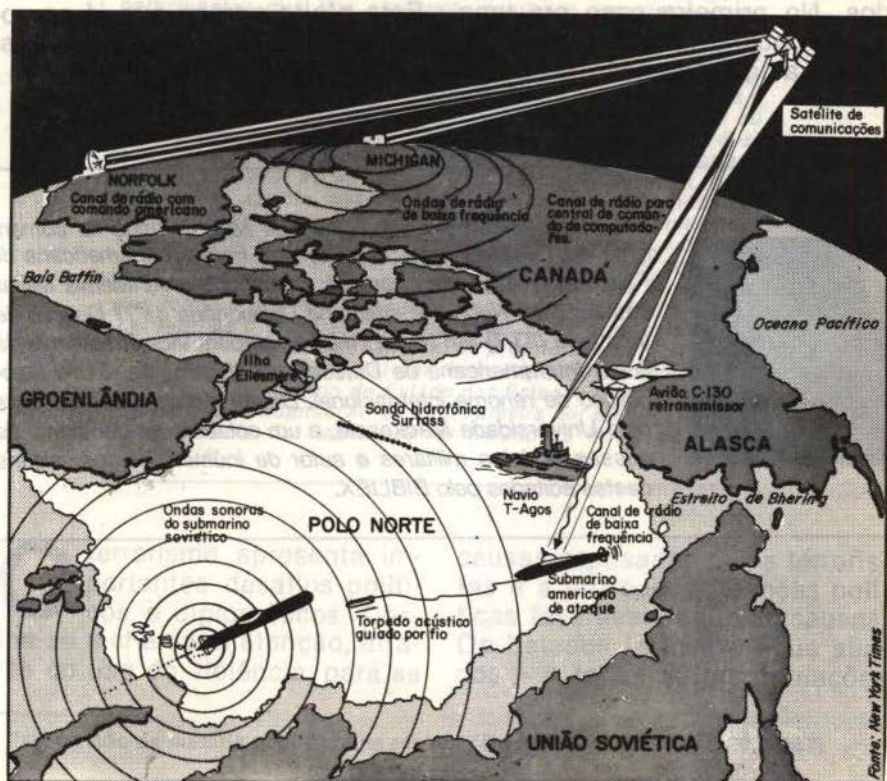 Satélite de
comunicações
MICHIGAN
NORFOLK
Canal de rádio com
comando americano
Ondas de rádio
de baixa frequência
Canal de rádio para
central de coman-
do de computado-
res.
CANADÁ
Baía Baffin
Oceano Pacífico
Ilha
Ellesmere
GROENLÂNDIA
Avião C-130
retransmissor
Sonda hidrofônica
Surtass
ALASCA
Navio
T-Agos
Estreito de Bhering
Ondas sonoras
do submarino
soviético
POLO NORTE
Canal de rádio
de baixa
frequência
Submarino
americano
de ataque
Torpedo acústico
guiado por fio
UNIÃO SOVIÉTICA
Fonte: New York Times